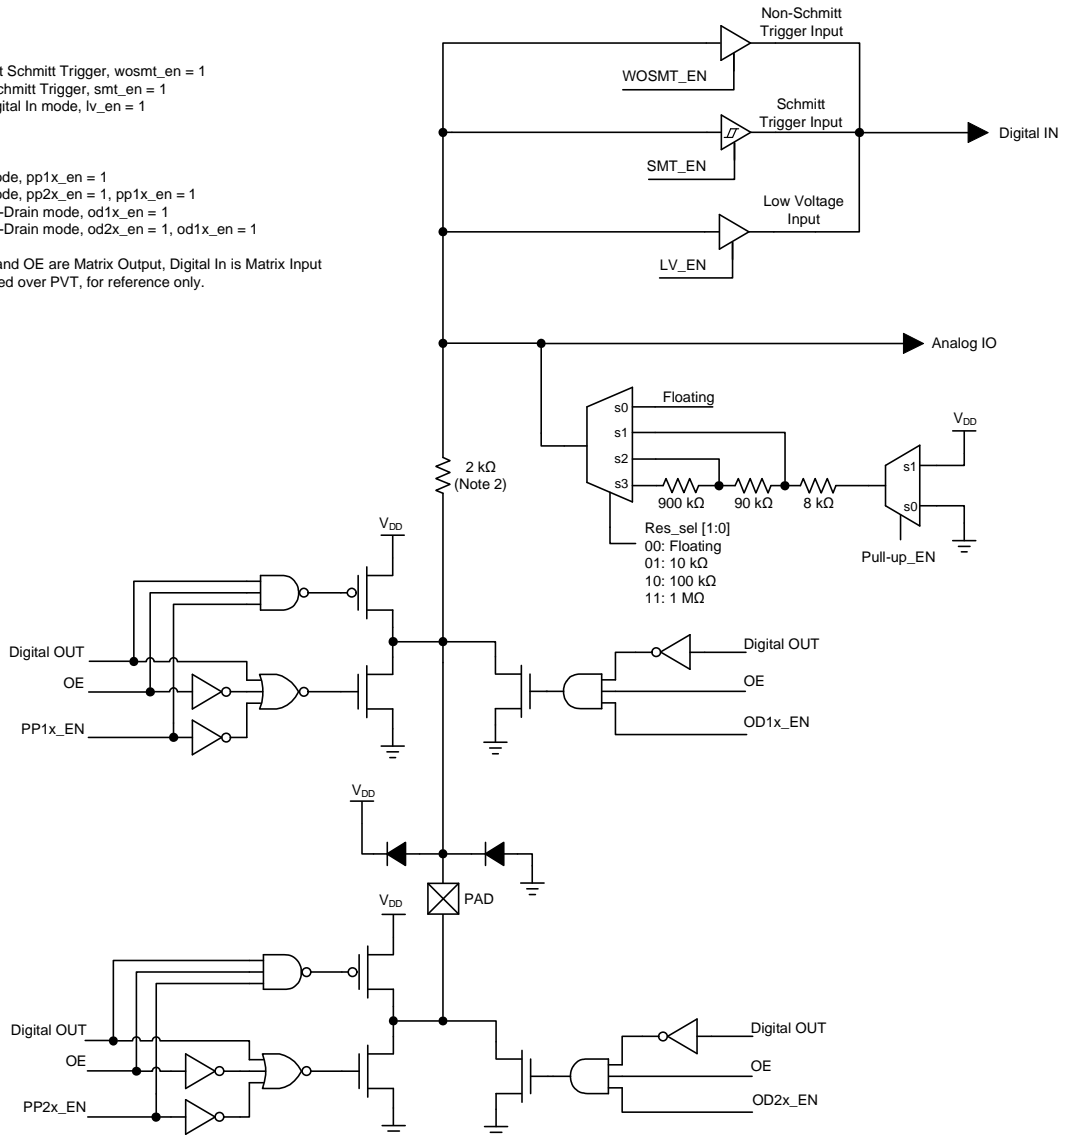 Non-Schmitt
Trigger Input
t Schmitt Trigger, wosmt_en = 1
chmitt Trigger, smt_en = 1
gital In mode, lv_en = 1
WOSMT_EN
Schmitt
Trigger Input
Digital IN
SMT_EN
ode, pp1x_en = 1
ode, pp2x_en = 1, pp1x_en = 1
-Drain mode, od1x_en = 1
-Drain mode, od2x_en = 1, od1x_en = 1
Low Voltage
Input
LV_EN
and OE are Matrix Output, Digital In is Matrix Input
ed over PVT, for reference only.
Analog IO
s0
Floating
s1
s2
s3
VDD
s1
s0
2 kΩ
(Note 2)
900 kΩ
90 kΩ
8 kΩ
Res_sel [1:0]
00: Floating
01: 10 kΩ
10: 100 kΩ
11: 1 MΩ
Pull-up_EN
VDD
Digital OUT
OE
PP1x_EN
Digital OUT
OE
OD1x_EN
VDD
PAD
VDD
Digital OUT
OE
PP2x_EN
Digital OUT
OE
OD2x_EN